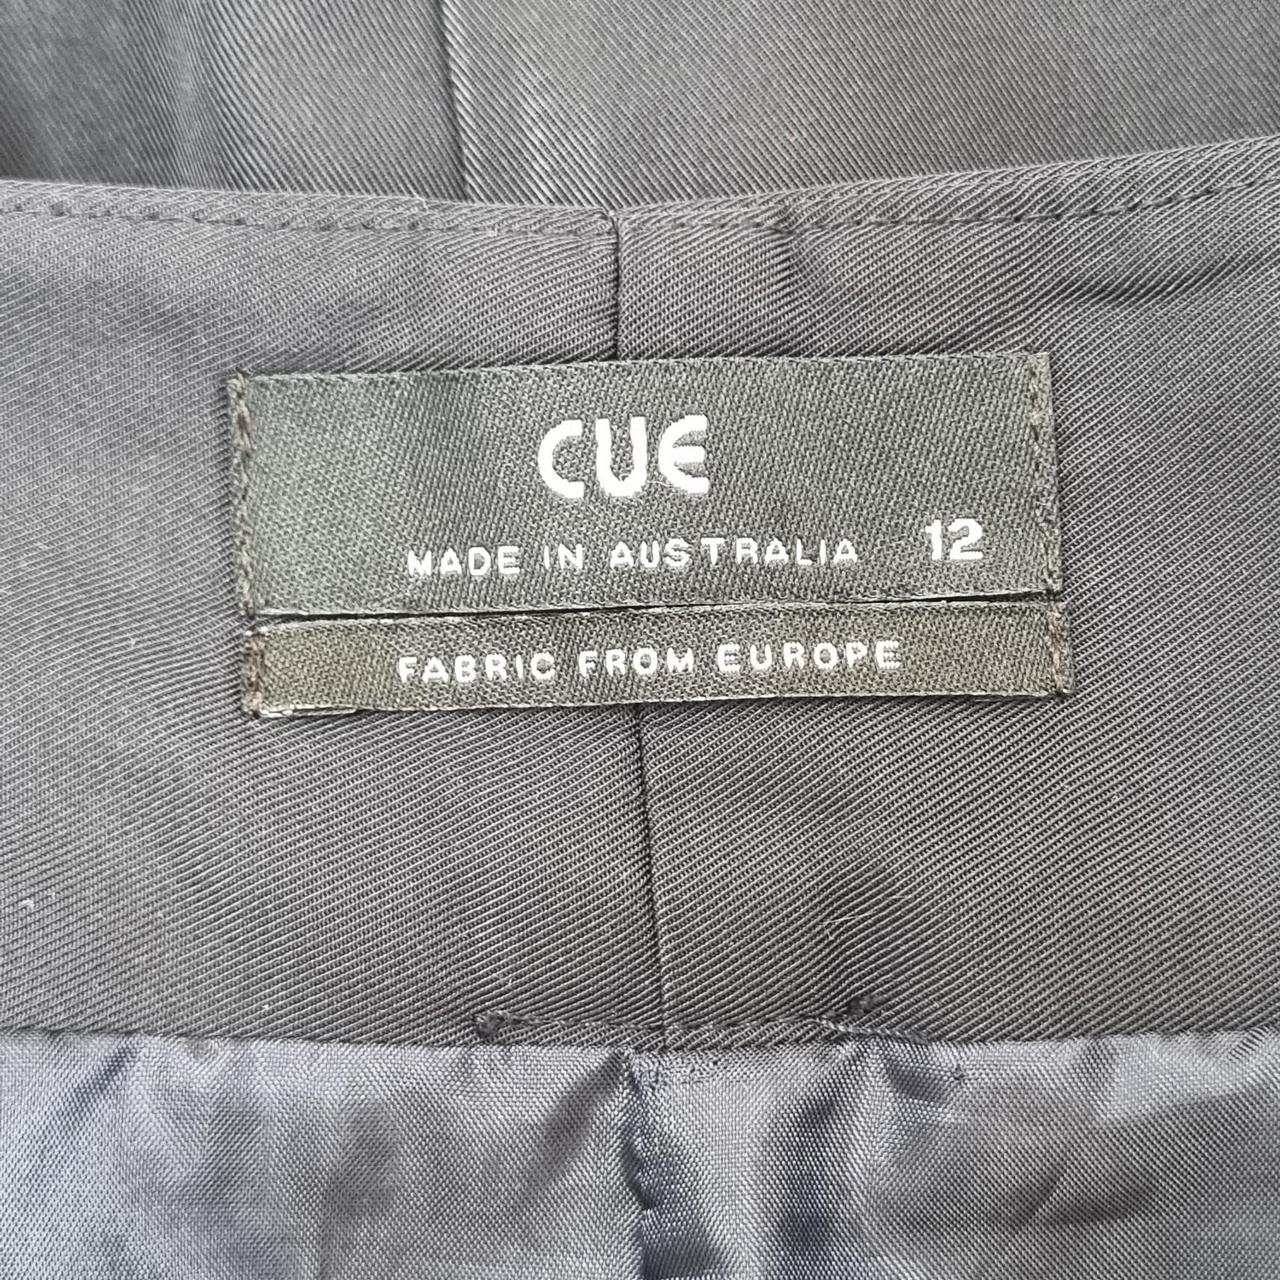 CUE
MADE IN AUSTRALIA 12
FABRIC FROM EUROPE